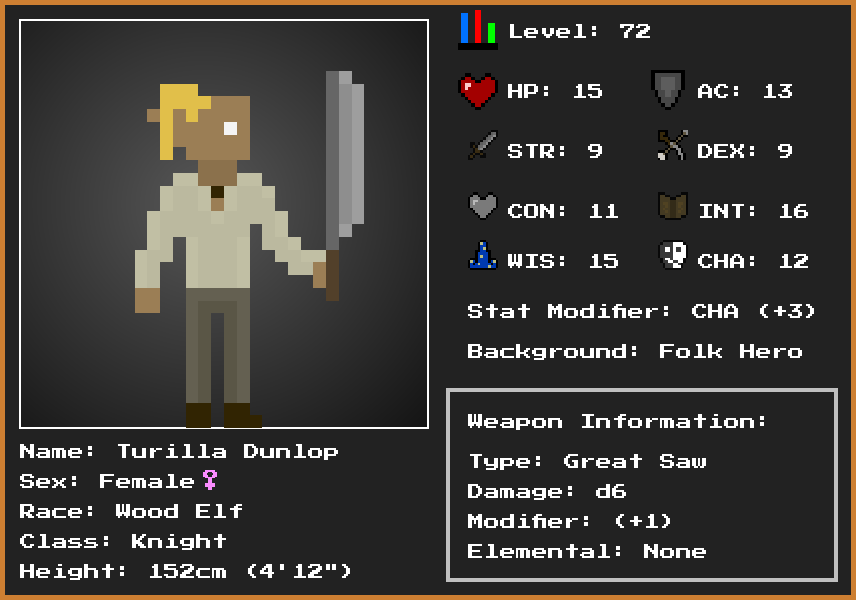 Level: 72
HP: 15 AC: 13
STR: 9 DEX: 9
CON: 11 INT: 16
WIS: 15 CHA: 12
Stat Modifier: CHA (+3)
Background: Folk Hero
Weapon Information:
Type: Great Saw
Damage: d6
Modifier: (+1)
Elemental: None
Name: Turilla Dunlop
Sex: Female♀
Race: Wood Elf
Class: Knight
Height: 152cm (4'12")